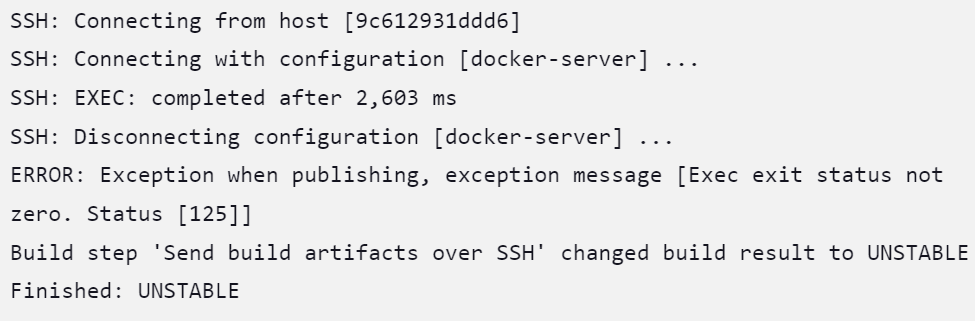 SSH: Connecting from host [9c612931ddd6]
SSH: Connecting with configuration [docker-server] ...
SSH: EXEC: completed after 2,603 ms
SSH: Disconnecting configuration [docker-server] ...
ERROR: Exception when publishing, exception message [Exec exit status not
zero. Status [125]]
Build step 'Send build artifacts over SSH' changed build result to UNSTABLE
Finished: UNSTABLE